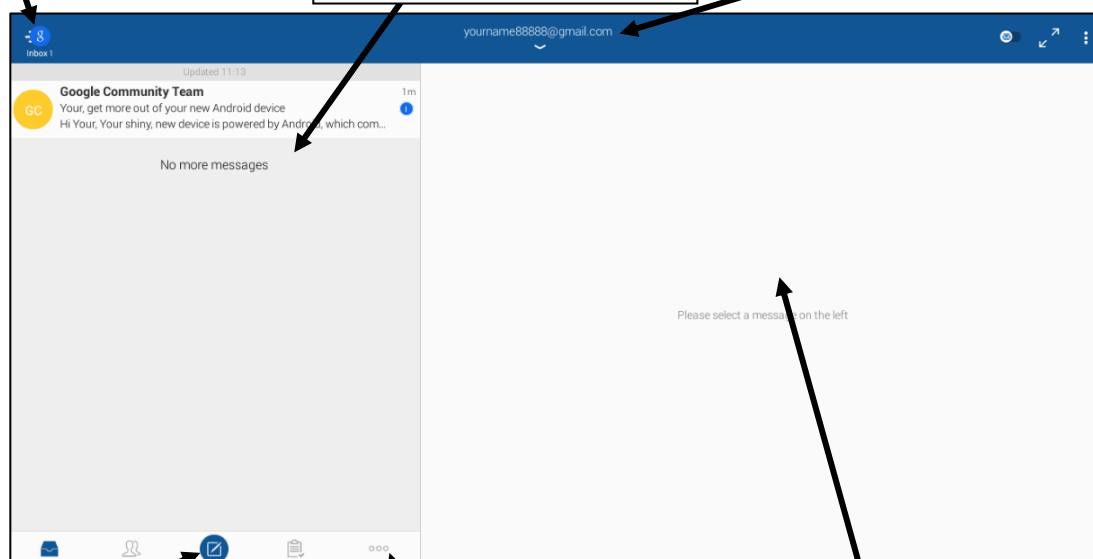 8
Inbox 1
yourname88888@gmail.com
Updated 11:13
Google Community Team
1m
GC
Your, get more out of your new Android device
Hi Your, Your shiny, new device is powered by Android, which com...
No more messages
Please select a message on the left